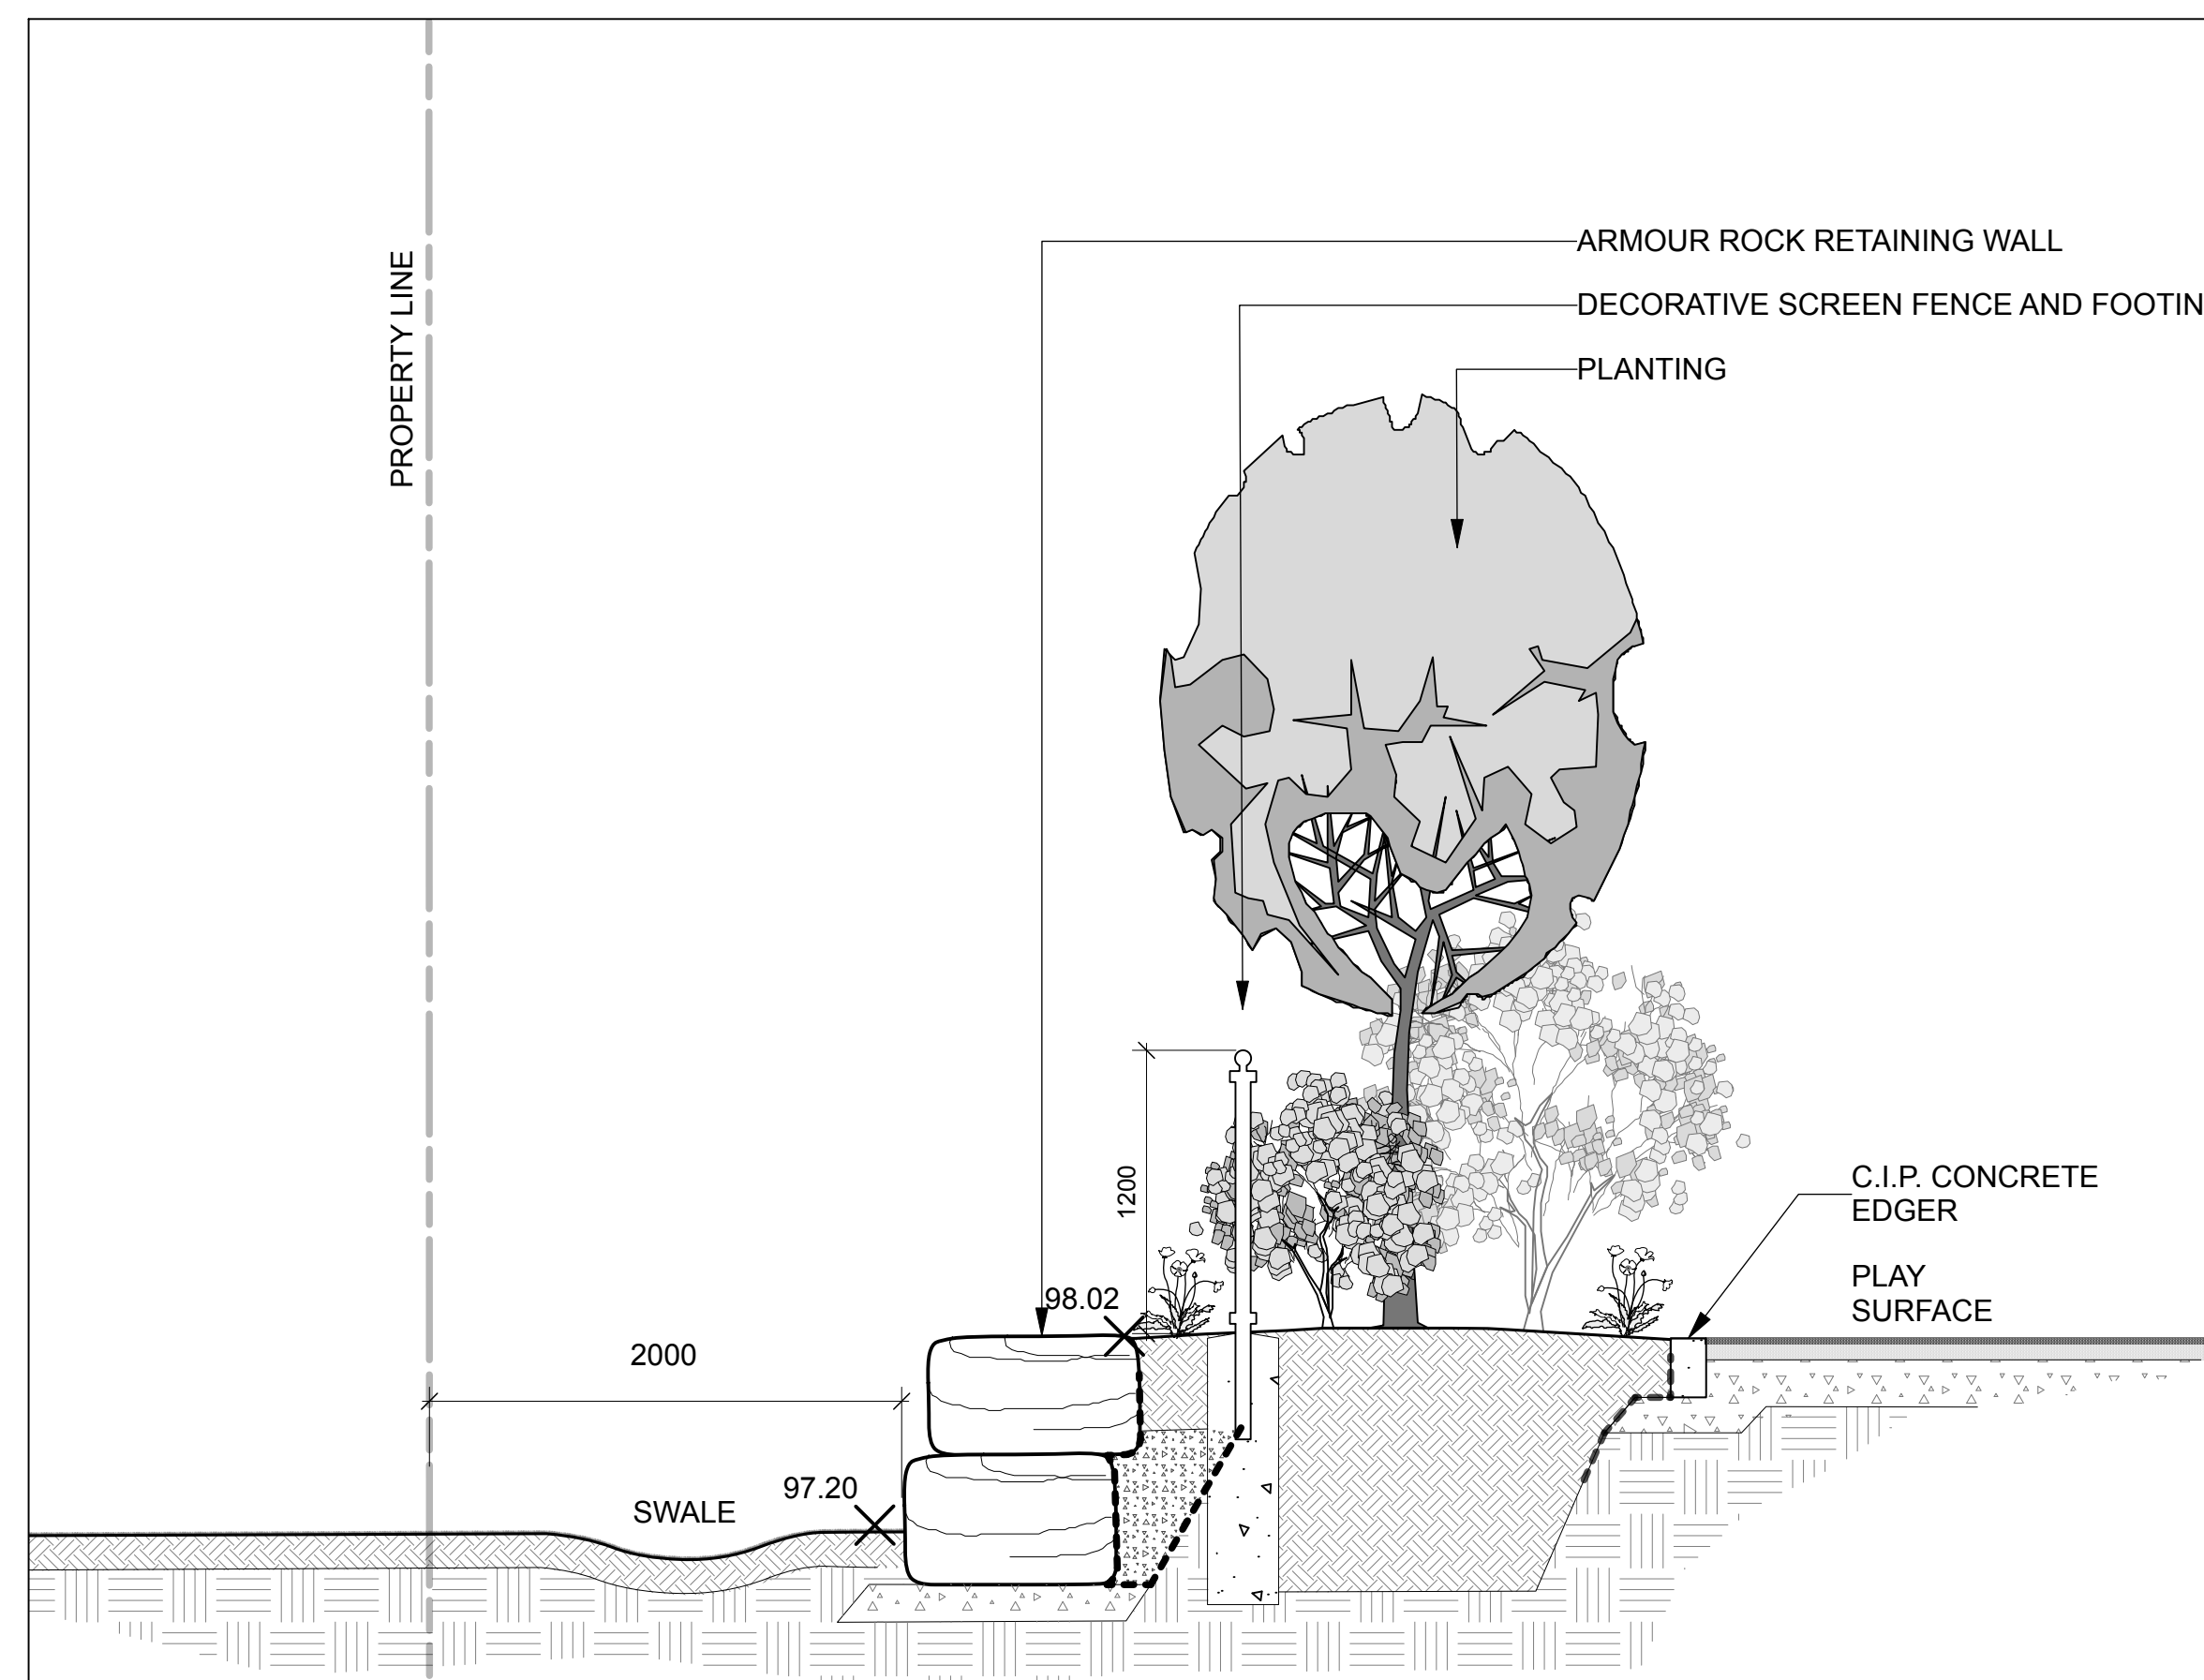 ARMOUR ROCK RETAINING WALL
DECORATIVE SCREEN FENCE AND FOOTIN
PLANTING
PROPERTY LINE
1200
C.I.P. CONCRETE
EDGER
PLAY
SURFACE
98.02
2000
97.20
SWALE